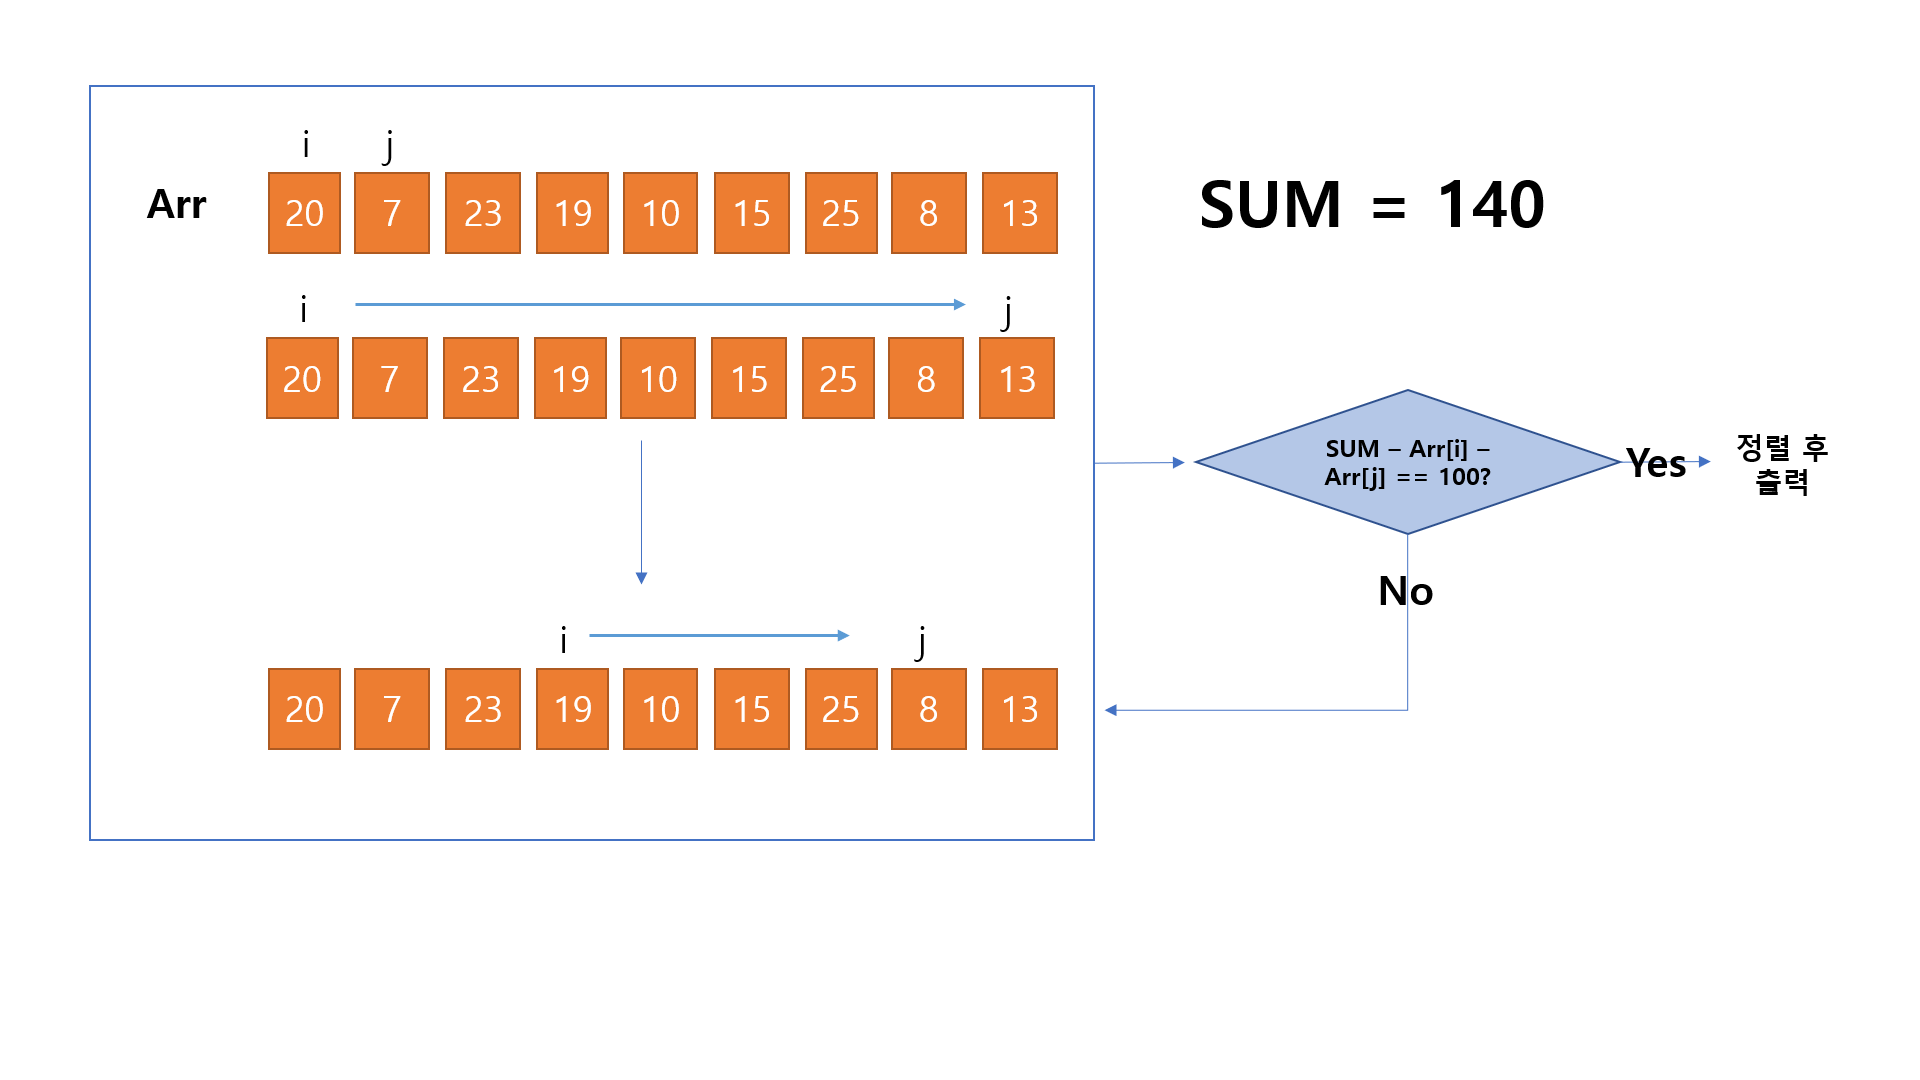 i j
Arr 20 7 23 19 10 15 25 8 13
SUM = 140
i j
20 7 23 19 10 15 25 8 13
SUM – Arr[i] –
Arr[j] == 100?
Yes
정렬 후
출력
No
i j
20 7 23 19 10 15 25 8 13